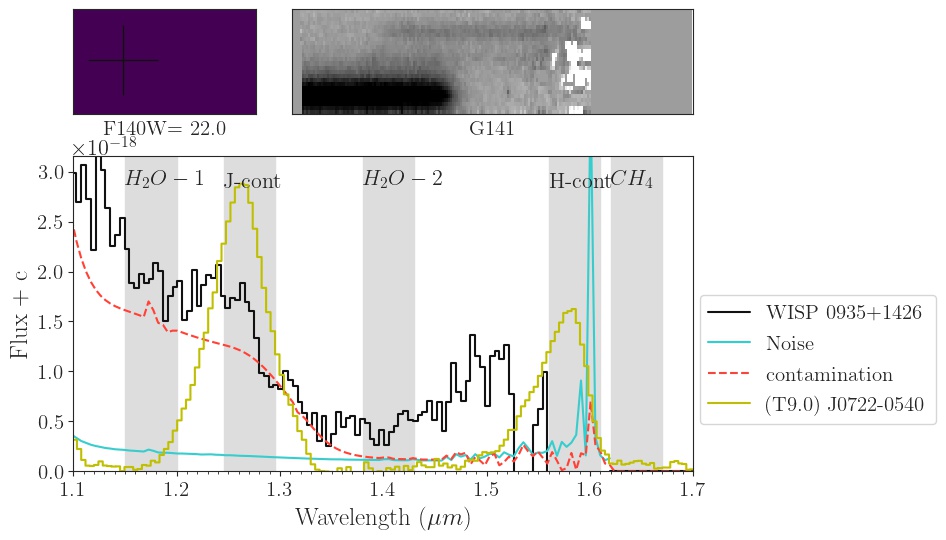 F140W= 22.0
G141
×10−18
H2O − 1
J-cont
H2O − 2
H-cont
CH4
3.0
2.5
2.0
1.5
1.0
0.5
0.0
Flux + c
1.1
1.2
1.3
1.4
1.5
1.6
1.7
Wavelength (μm)
WISP 0935+1426
Noise
contamination
(T9.0) J0722-0540